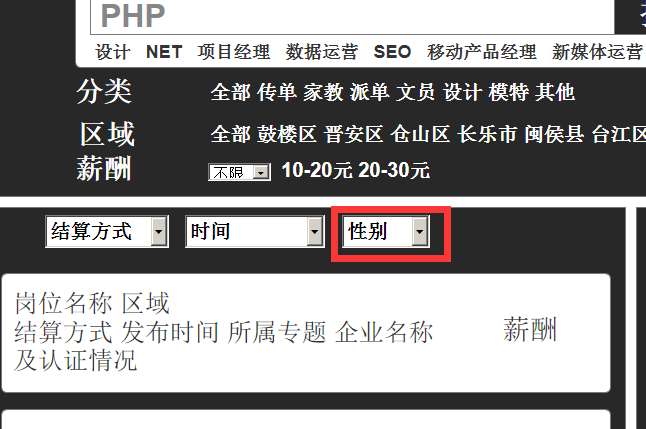 PHP
设计 NET 项目经理 数据运营 SEO 移动产品经理 新媒体运营
分类 全部 传单 家教 派单 文员 设计 模特 其他
区域 全部 鼓楼区 晋安区 仓山区 长乐市 闽侯县 台江区
薪酬 不限 10-20元 20-30元
结算方式 时间 性别
岗位名称 区域
结算方式 发布时间 所属专题 企业名称 薪酬
及认证情况